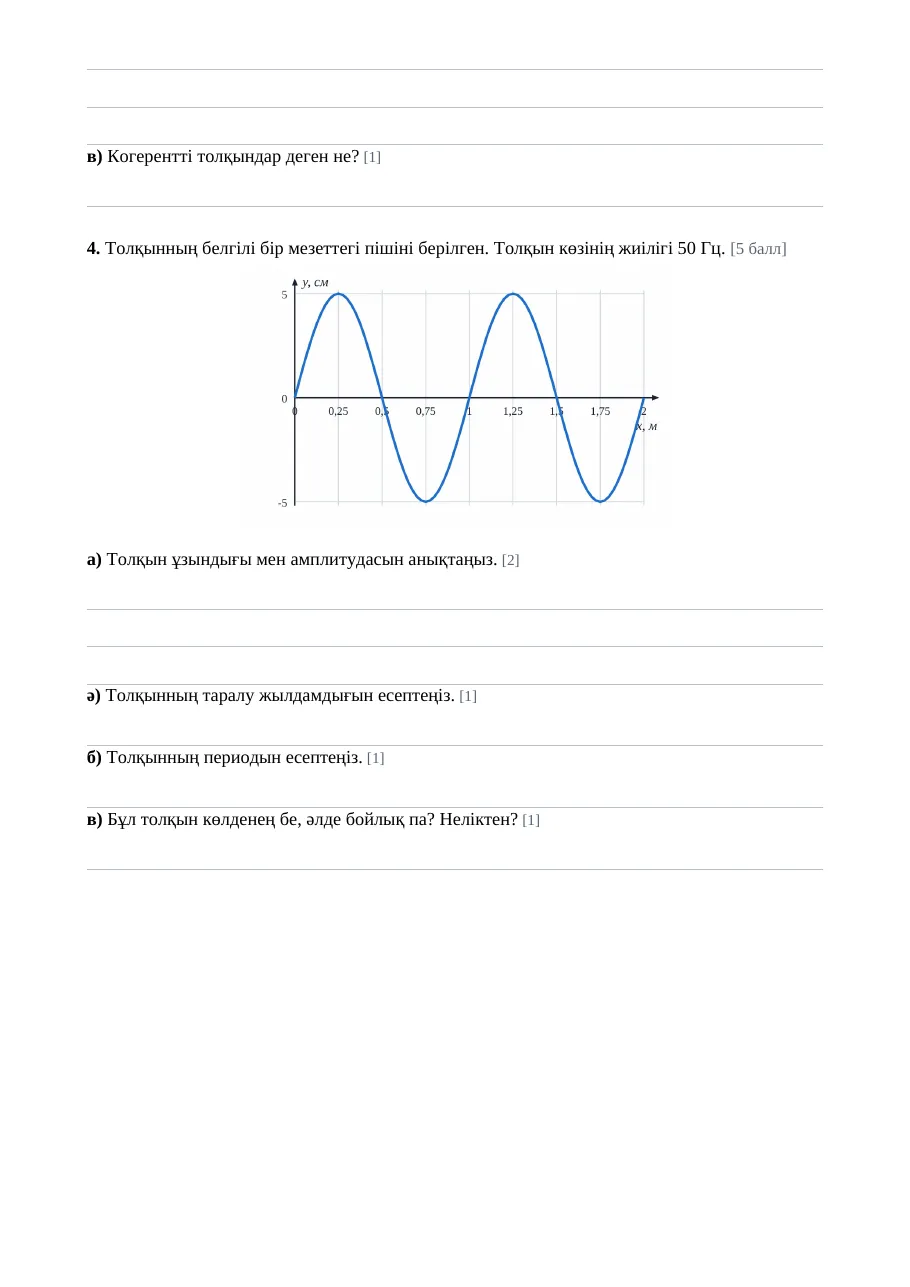 в) Когерентті толқындар деген не? [1]
4. Толқынның белгілі бір мезеттегі пішіні берілген. Толқын көзінің жиілігі 50 Гц. [5 балл]
y, см
5
0
0 0,25 0,5 0,75 1 1,25 1,5 1,75 2
x, м
-5
а) Толқын ұзындығы мен амплитудасын анықтаңыз. [2]
ә) Толқынның таралу жылдамдығын есептеңіз. [1]
б) Толқынның периодын есептеңіз. [1]
в) Бұл толқын көлденең бе, әлде бойлық па? Неліктен? [1]